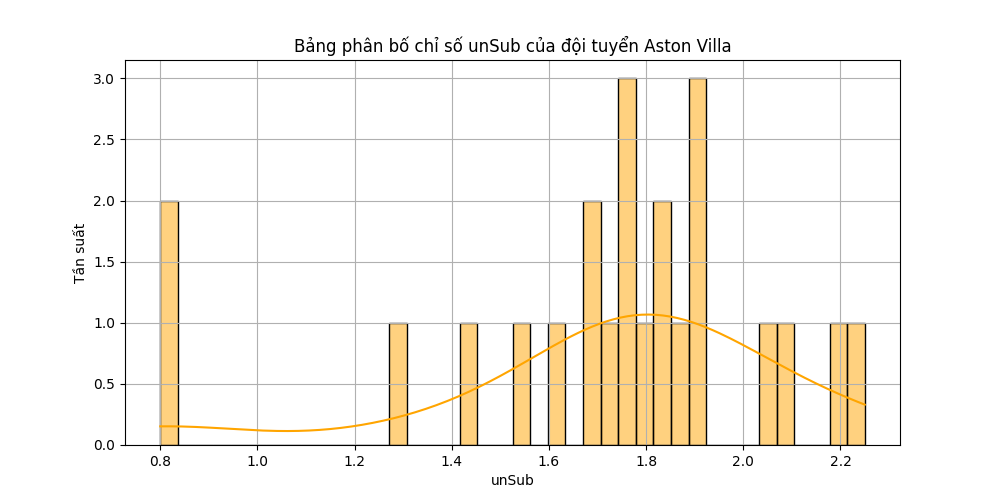 Bảng phân bố chỉ số unSub của đội tuyển Aston Villa
3.0
2.5
2.0
1.5
1.0
0.5
0.0
Tần suất
0.8 1.0 1.2 1.4 1.6 1.8 2.0 2.2
unSub